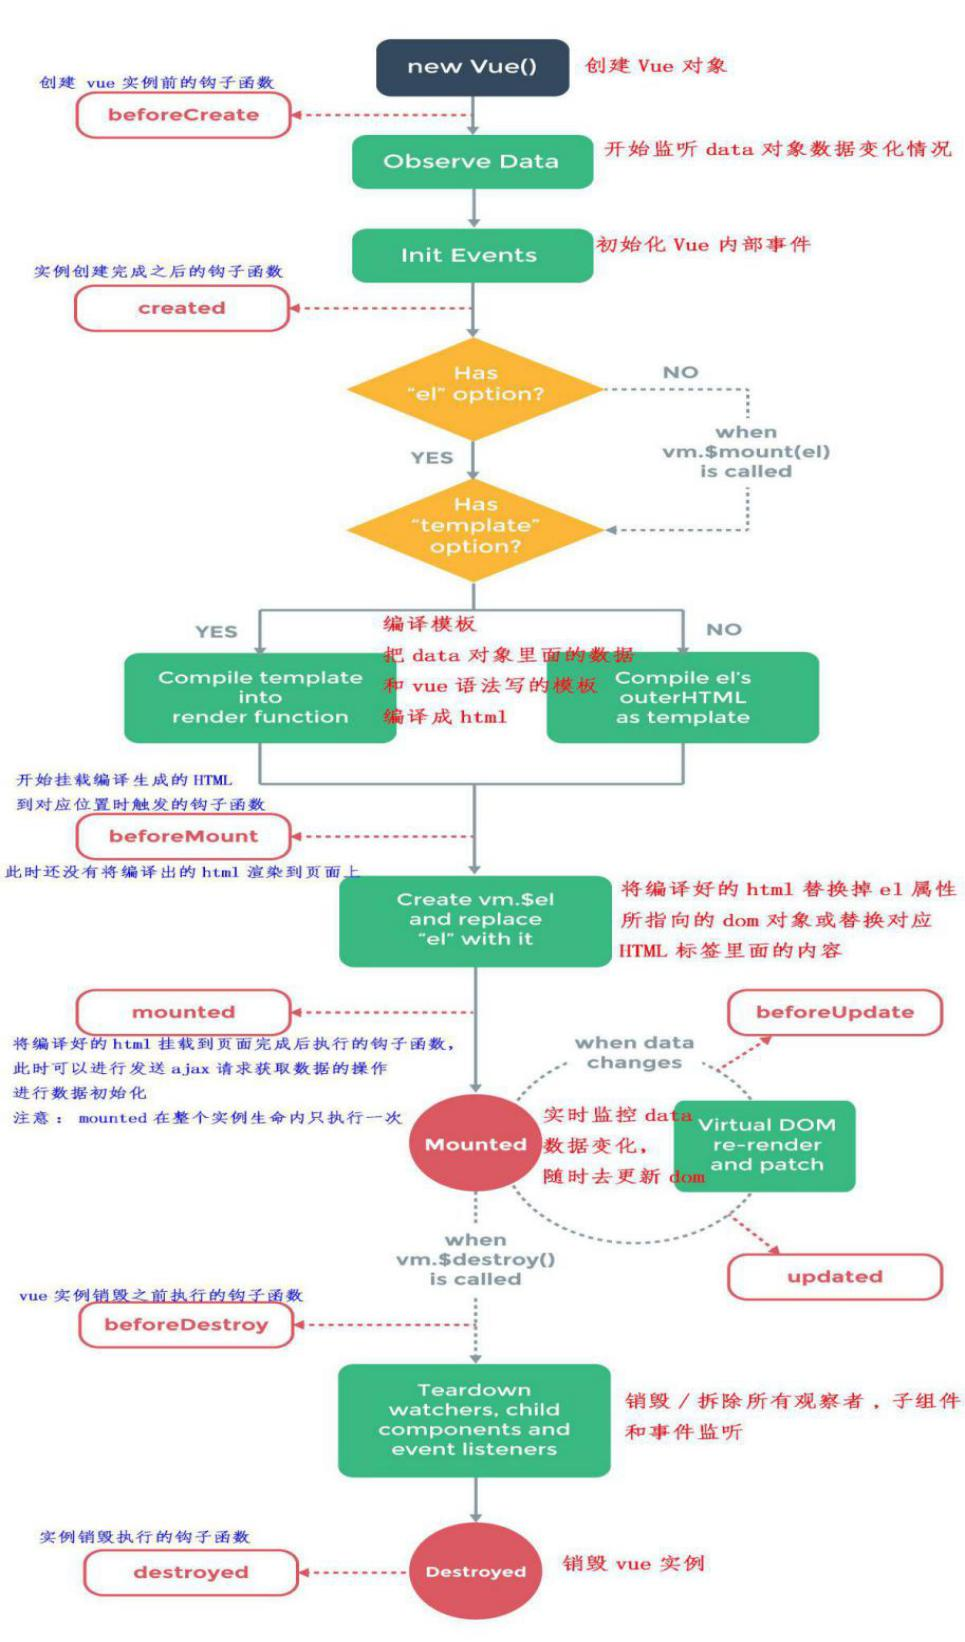 new Vue()
创建 Vue 对象
创建 vue 实例前的钩子函数
beforeCreate
Observe Data
开始监听 data 对象数据变化情况
Init Events
初始化 Vue 内部事件
实例创建完成之后的钩子函数
created
Has
“el” option?
NO
when
vm.$mount(el)
is called
YES
Has
“template”
option?
YES
NO
编译模板
把 data 对象里面的数据
和 vue 语法写的模板
编译成 html
Compile template
into
render function
Compile el's
outerHTML
as template
开始挂载编译生成的 HTML
到对应位置时触发的钩子函数
beforeMount
此时还没有将编译出的 html 渲染到页面上
Create vm.$el
and replace
“el” with it
将编译好的 html 替换掉 el 属性
所指向的 dom 对象或替换对应
HTML 标签里面的内容
mounted
将编译好的 html 挂载到页面完成后执行的钩子函数，
此时可以进行发送 ajax 请求获取数据的操作
进行数据初始化
注意： mounted 在整个实例生命内只执行一次
beforeUpdate
when data
changes
Mounted
实时监控 data
数据变化，
随时去更新 dom
Virtual DOM
re-render
and patch
updated
when
vm.$destroy()
is called
vue 实例销毁之前执行的钩子函数
beforeDestroy
Teardown
watchers, child
components and
event listeners
销毁 / 拆除所有观察者，子组件
和事件监听
实例销毁执行的钩子函数
destroyed
Destroyed
销毁 vue 实例